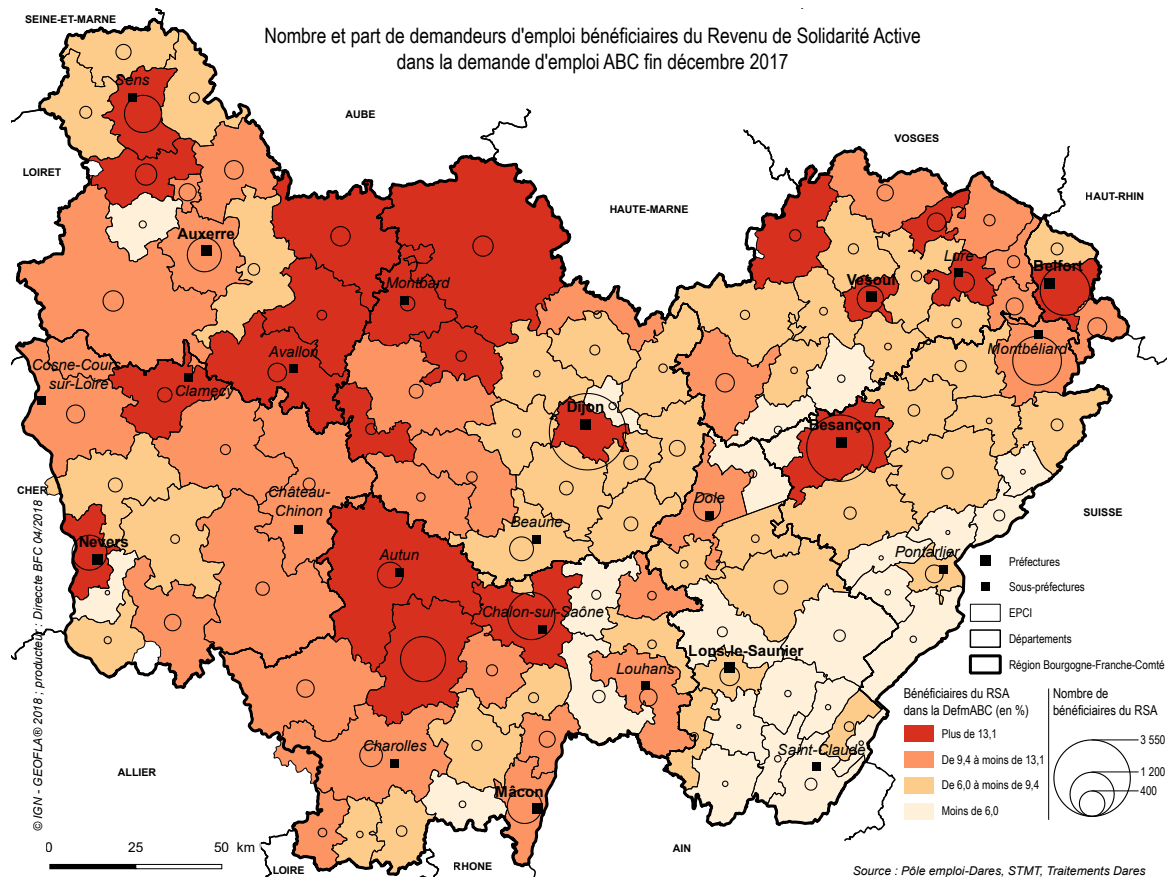 Nombre et part de demandeurs d'emploi bénéficiaires du Revenu de Solidarité Active
dans la demande d'emploi ABC fin décembre 2017
SEINE-ET-MARNE
AUBE
VOSGES
LOIRET
HAUTE-MARNE
HAUT-RHIN
CHER
SUISSE
ALLIER
LOIRE
RHONE
AIN
Sens
Auxerre
Montbard
Vesoul
Lure
Belfort
Montbéliard
Avallon
Clamecy
Cosne-Cours-
sur-Loire
Dijon
Besançon
Château-
Chinon
Dole
Beaune
Nevers
Autun
Pontarlier
Chalon-sur-Saône
Lons-le-Saunier
Louhans
Charolles
Saint-Claude
Mâcon
Préfectures
Sous-préfectures
EPCI
Départements
Région Bourgogne-Franche-Comté
Bénéficiaires du RSA
dans la DefmABC (en %)
Plus de 13,1
De 9,4 à moins de 13,1
De 6,0 à moins de 9,4
Moins de 6,0
Nombre de
bénéficiaires du RSA
3 550
1 200
400
© IGN - GEOFLA® 2018 ; producteur : Direccte BFC 04/2018
0 25 50 km
Source : Pôle emploi-Dares, STMT, Traitements Dares